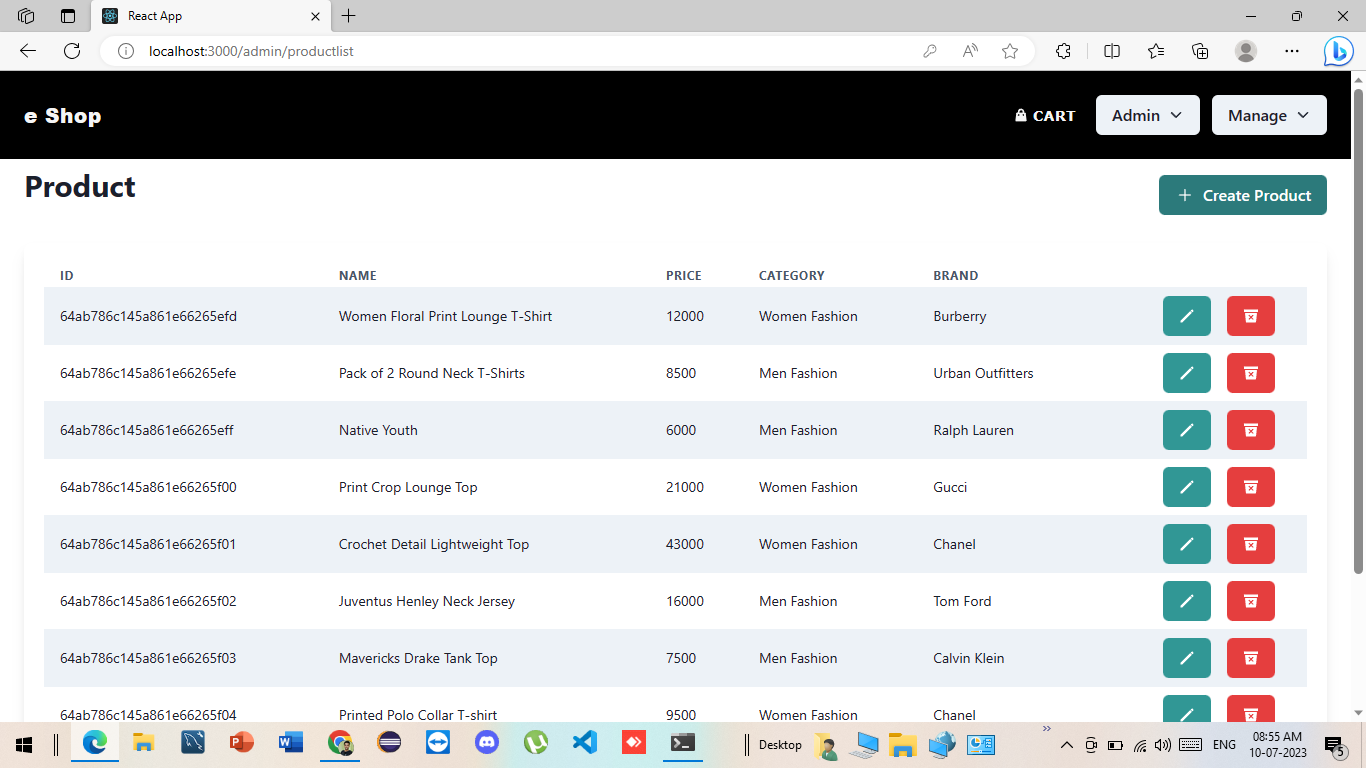 React App
localhost:3000/admin/productlist
e Shop
CART
Admin
Manage
Product
Create Product
ID NAME PRICE CATEGORY BRAND
64ab786c145a861e66265efd Women Floral Print Lounge T-Shirt 12000 Women Fashion Burberry
64ab786c145a861e66265efe Pack of 2 Round Neck T-Shirts 8500 Men Fashion Urban Outfitters
64ab786c145a861e66265eff Native Youth 6000 Men Fashion Ralph Lauren
64ab786c145a861e66265f00 Print Crop Lounge Top 21000 Women Fashion Gucci
64ab786c145a861e66265f01 Crochet Detail Lightweight Top 43000 Women Fashion Chanel
64ab786c145a861e66265f02 Juventus Henley Neck Jersey 16000 Men Fashion Tom Ford
64ab786c145a861e66265f03 Mavericks Drake Tank Top 7500 Men Fashion Calvin Klein
64ab786c145a861e66265f04 Printed Polo Collar T-shirt 9500 Women Fashion Chanel
Desktop
ENG
08:55 AM
10-07-2023
5